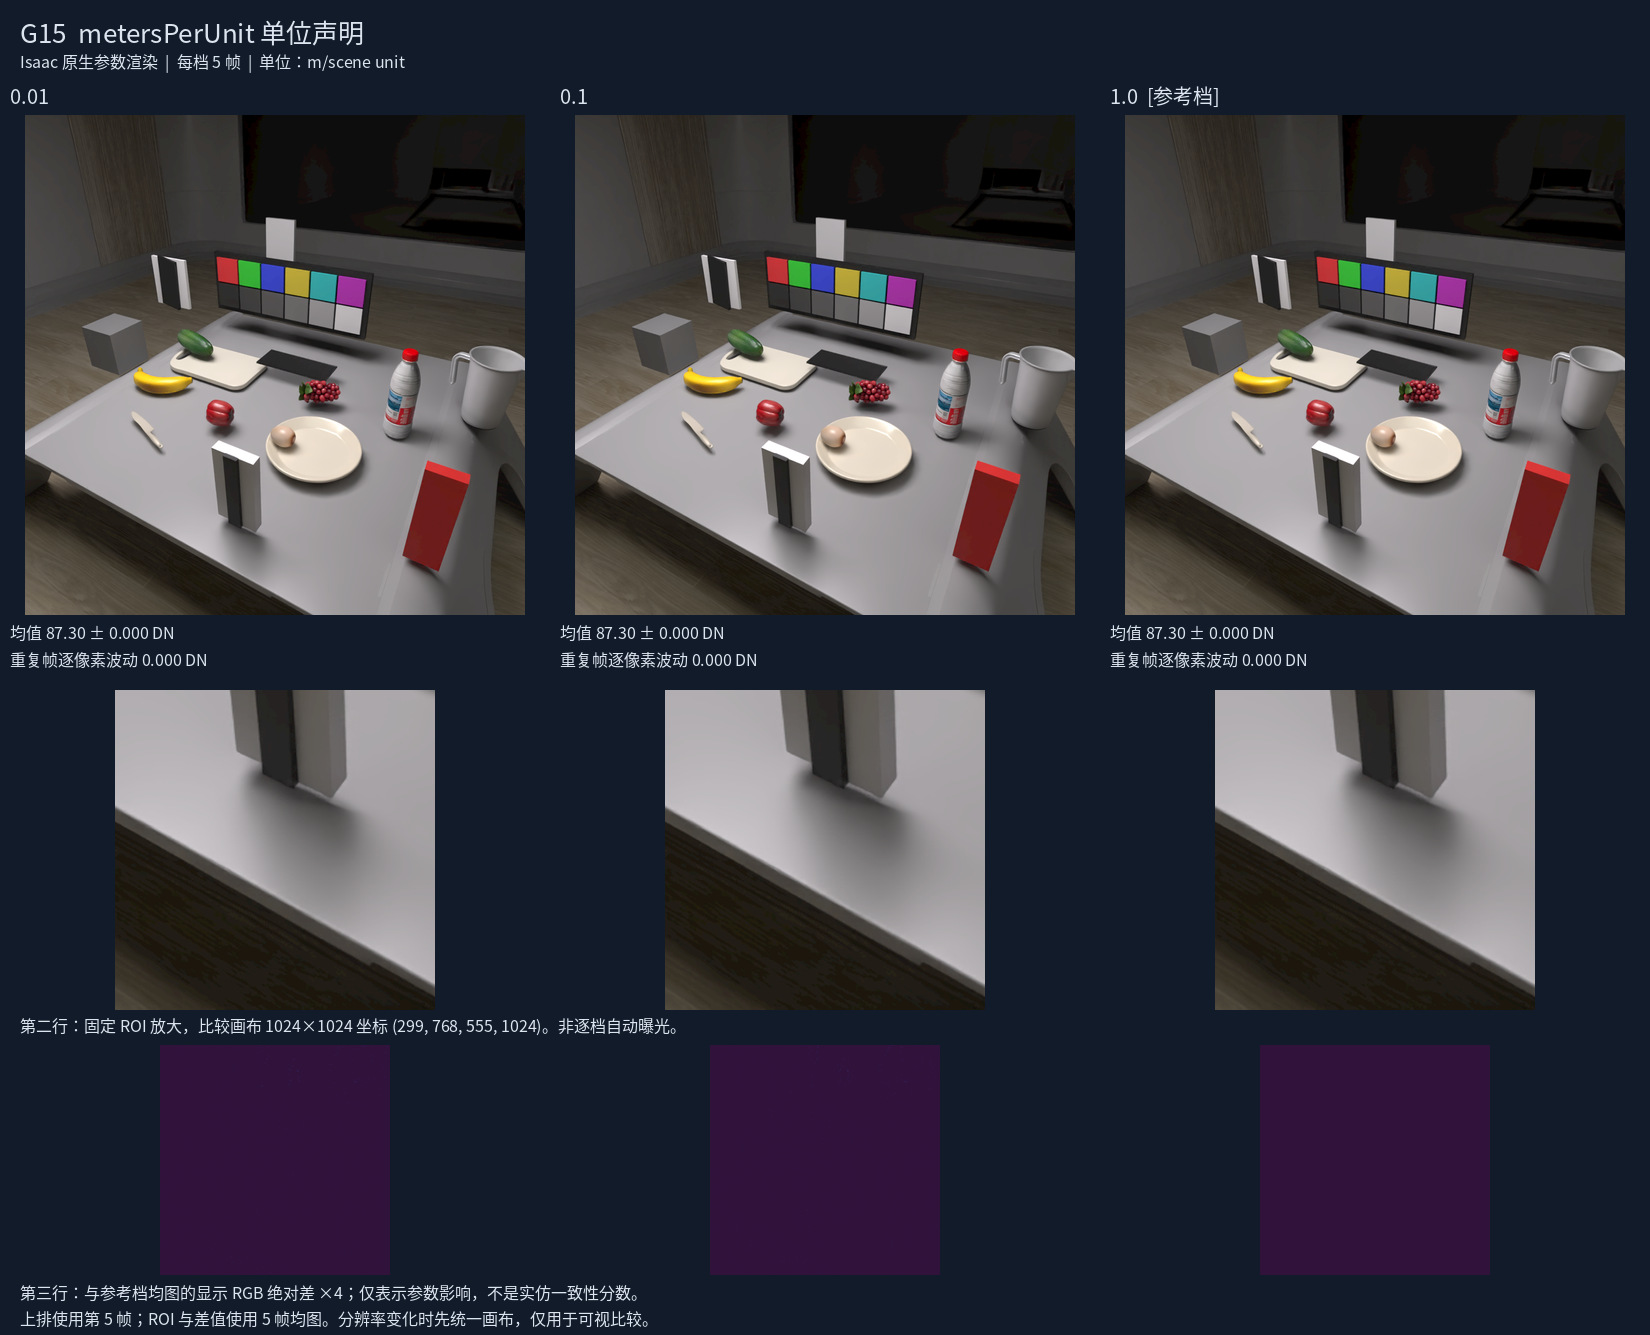 G15 metersPerUnit 单位声明
Isaac 原生参数渲染 | 每档 5 帧 | 单位：m/scene unit
0.01
0.1
1.0 [参考档]
均值 87.30 ± 0.000 DN
重复帧逐像素波动 0.000 DN
均值 87.30 ± 0.000 DN
重复帧逐像素波动 0.000 DN
均值 87.30 ± 0.000 DN
重复帧逐像素波动 0.000 DN
第二行：固定 ROI 放大，比较画布 1024×1024 坐标 (299, 768, 555, 1024)。非逐档自动曝光。
第三行：与参考档均图的显示 RGB 绝对差 ×4；仅表示参数影响，不是实仿一致性分数。
上排使用第 5 帧；ROI 与差值使用 5 帧均图。分辨率变化时先统一画布，仅用于可视比较。